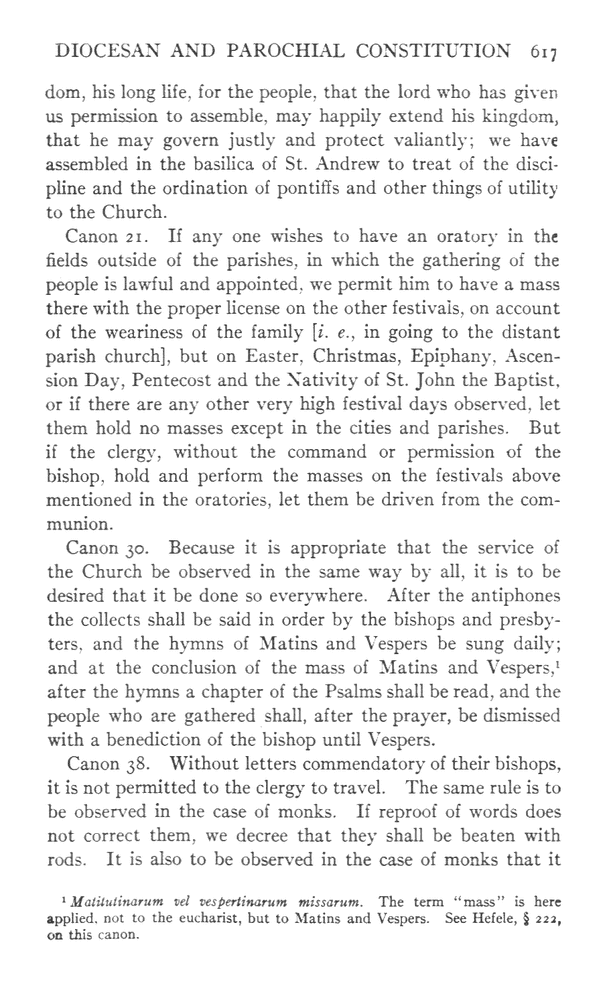 DIOCESAN AND PAROCHIAL CONSTITUTION 617
dom, his long life, for the people, that the lord who has given
us permission to assemble, may happily extend his kingdom,
that he may govern justly and protect valiantly; we have
assembled in the basilica of St. Andrew to treat of the disci-
pline and the ordination of pontiffs and other things of utility
to the Church.
Canon 21. If any one wishes to have an oratory in the
fields outside of the parishes, in which the gathering of the
people is lawful and appointed, we permit him to have a mass
there with the proper license on the other festivals, on account
of the weariness of the family [i. e., in going to the distant
parish church], but on Easter, Christmas, Epiphany, Ascen-
sion Day, Pentecost and the Nativity of St. John the Baptist,
or if there are any other very high festival days observed, let
them hold no masses except in the cities and parishes. But
if the clergy, without the command or permission of the
bishop, hold and perform the masses on the festivals above
mentioned in the oratories, let them be driven from the com-
munion.
Canon 30. Because it is appropriate that the service of
the Church be observed in the same way by all, it is to be
desired that it be done so everywhere. After the antiphones
the collects shall be said in order by the bishops and presby-
ters, and the hymns of Matins and Vespers be sung daily;
and at the conclusion of the mass of Matins and Vespers,¹
after the hymns a chapter of the Psalms shall be read, and the
people who are gathered shall, after the prayer, be dismissed
with a benediction of the bishop until Vespers.
Canon 38. Without letters commendatory of their bishops,
it is not permitted to the clergy to travel. The same rule is to
be observed in the case of monks. If reproof of words does
not correct them, we decree that they shall be beaten with
rods. It is also to be observed in the case of monks that it
¹ Matitutinarum vel vespertinarum missarum. The term "mass" is here
applied, not to the eucharist, but to Matins and Vespers. See Hefele, § 222,
on this canon.